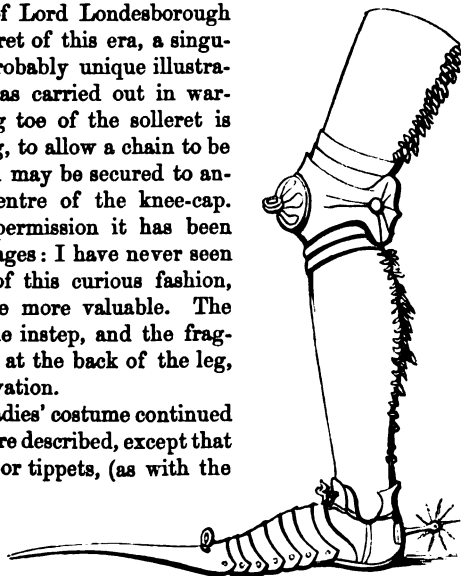 f Lord Londesborough
ret of this era, a singu-
robably unique illustra-
as carried out in war-
g toe of the solleret is
g, to allow a chain to be
may be secured to an-
entre of the knee-cap.
permission it has been
ages: I have never seen
of this curious fashion,
e more valuable. The
e instep, and the frag-
at the back of the leg,
vation.
adies' costume continued
re described, except that
or tippets, (as with the